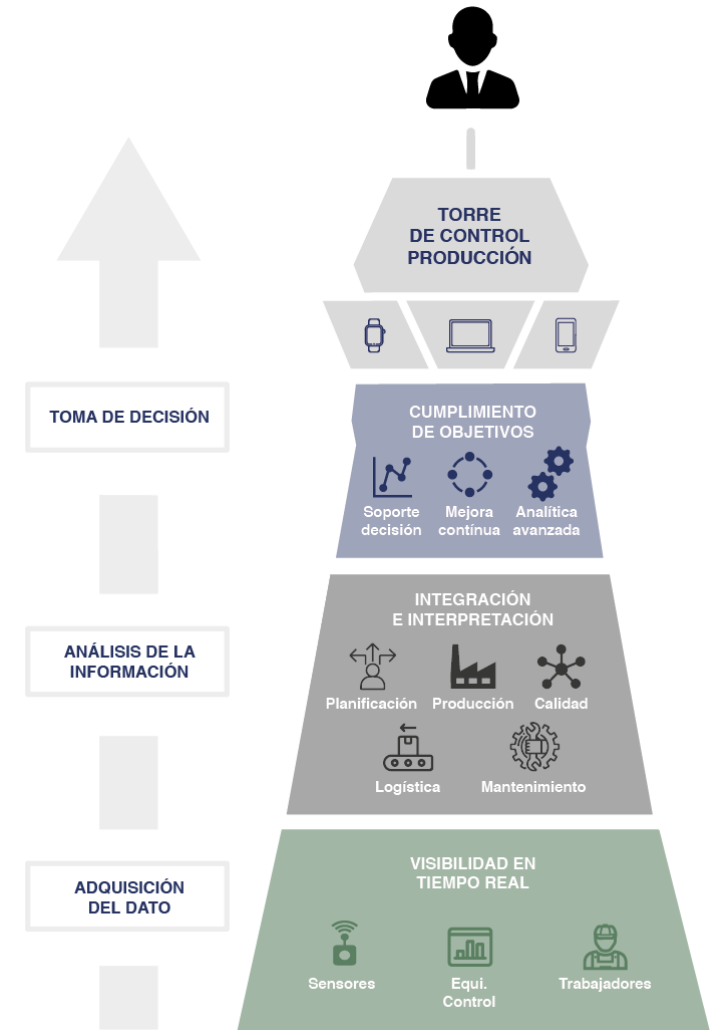 TORRE
DE CONTROL
PRODUCCIÓN
TOMA DE DECISIÓN
CUMPLIMIENTO
DE OBJETIVOS
Soporte
decisión
Mejora
contínua
Analítica
avanzada
ANÁLISIS DE LA
INFORMACIÓN
INTEGRACIÓN
E INTERPRETACIÓN
Planificación
Producción
Calidad
Logística
Mantenimiento
ADQUISICIÓN
DEL DATO
VISIBILIDAD EN
TIEMPO REAL
Sensores
Equi.
Control
Trabajadores